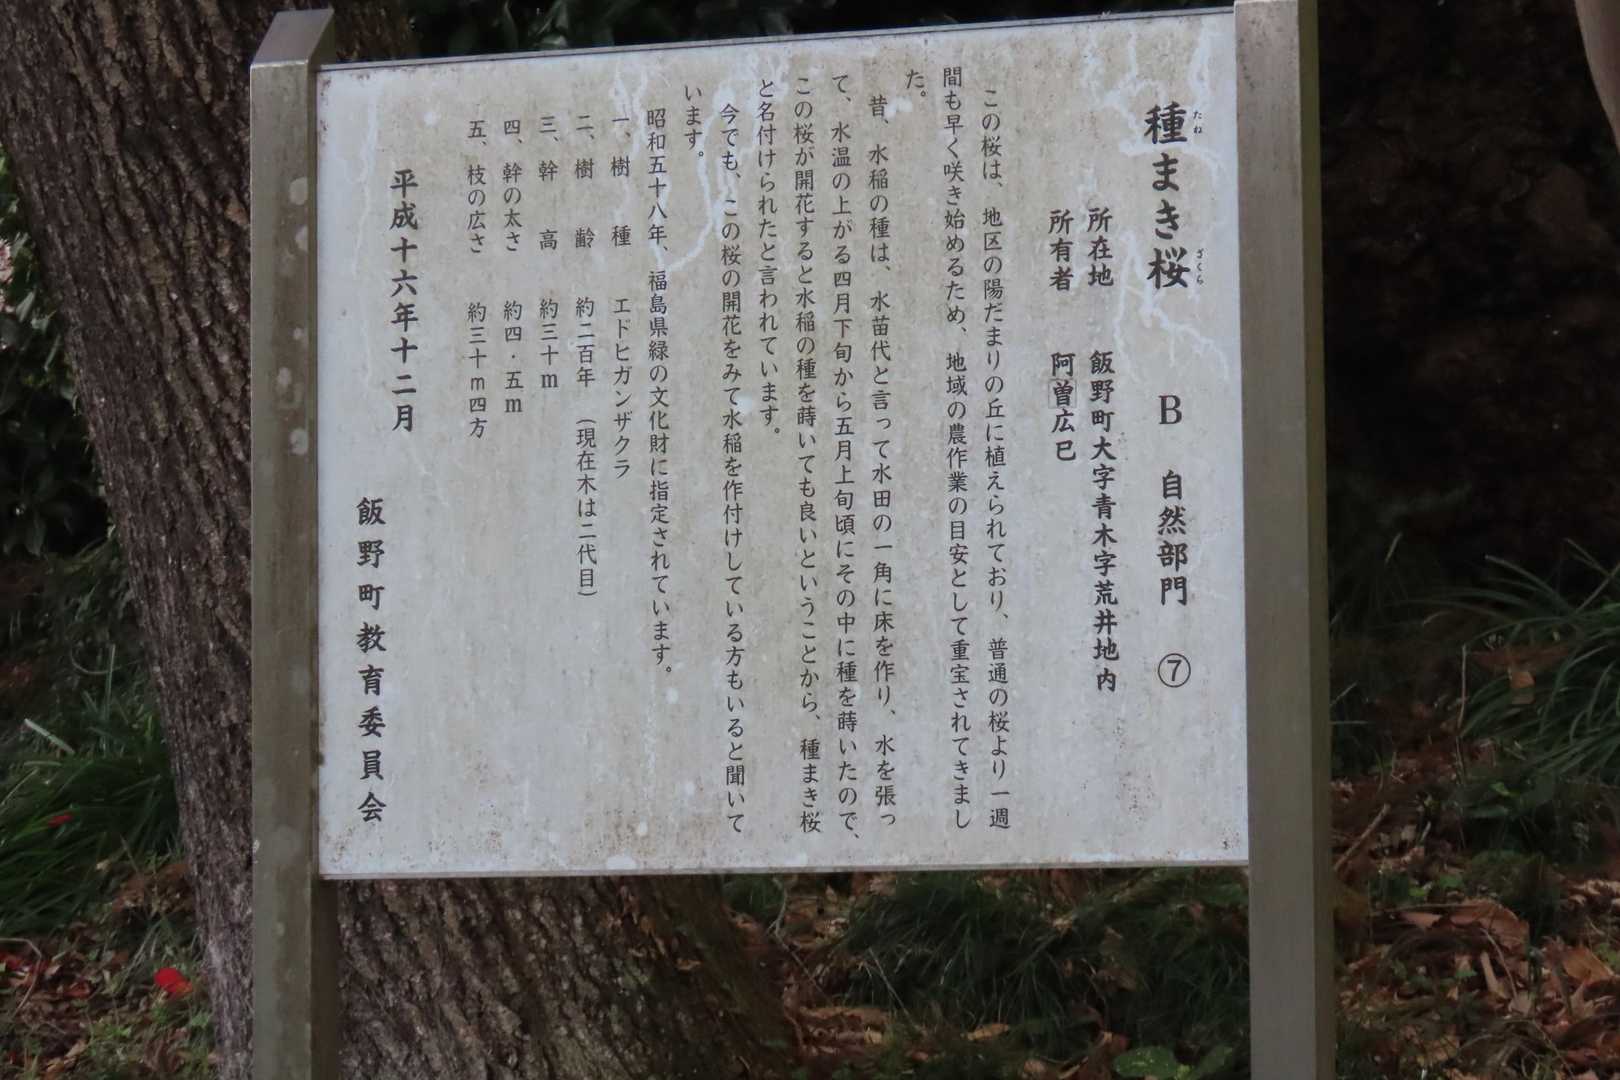 種まき桜 B 自然部門 ⑦
たね ざくら
所在地 飯野町大字青木字荒井地内
所有者 阿曽広巳
この桜は、地区の陽だまりの丘に植えられており、普通の桜より一週
間も早く咲き始めるため、地域の農作業の目安として重宝されてきまし
た。
昔、水稲の種は、水苗代と言って水田の一角に床を作り、水を張っ
て、水温の上がる四月下旬から五月上旬頃にその中に種を蒔いたので、
この桜が開花すると水稲の種を蒔いても良いということから、種まき桜
と名付けられたと言われています。
今でも、この桜の開花をみて水稲を作付けしている方もいると聞いて
います。
昭和五十八年、福島県緑の文化財に指定されています。
一、樹種 エドヒガンザクラ
二、樹齢 約二百年 (現在木は二代目)
三、幹高 約三十m
四、幹の太さ 約四・五m
五、枝の広さ 約三十m四方
平成十六年十二月
飯野町教育委員会